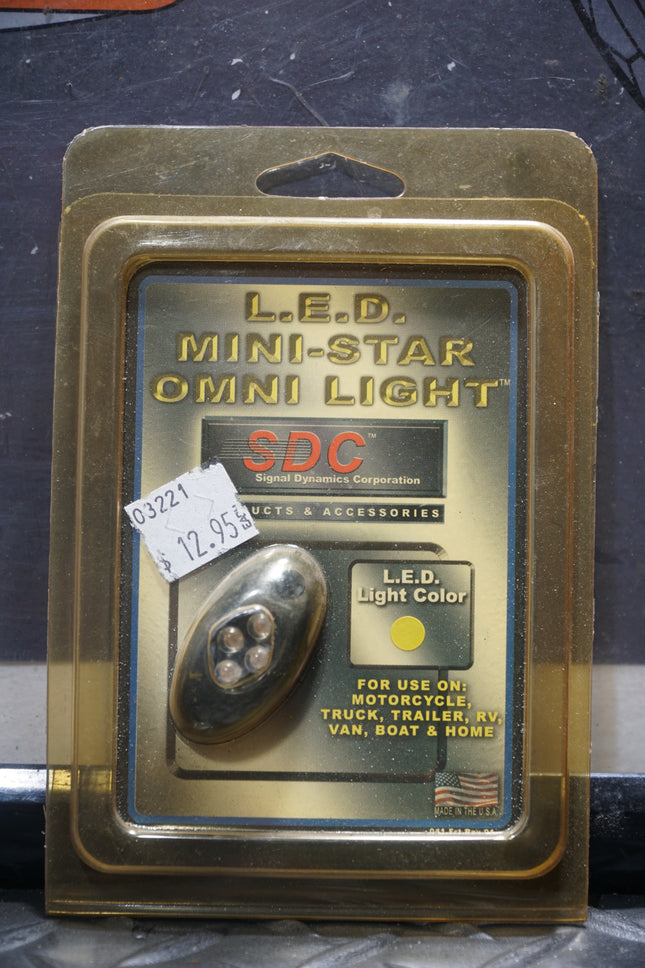 L.E.D.
MINI-STAR
OMNI LIGHT™
SDC™
Signal Dynamics Corporation
& ACCESSORIES
03221
$ 12.95
L.E.D.
Light Color
FOR USE ON:
MOTORCYCLE,
TRUCK, TRAILER, RV,
VAN, BOAT & HOME
MADE IN THE U.S.A.